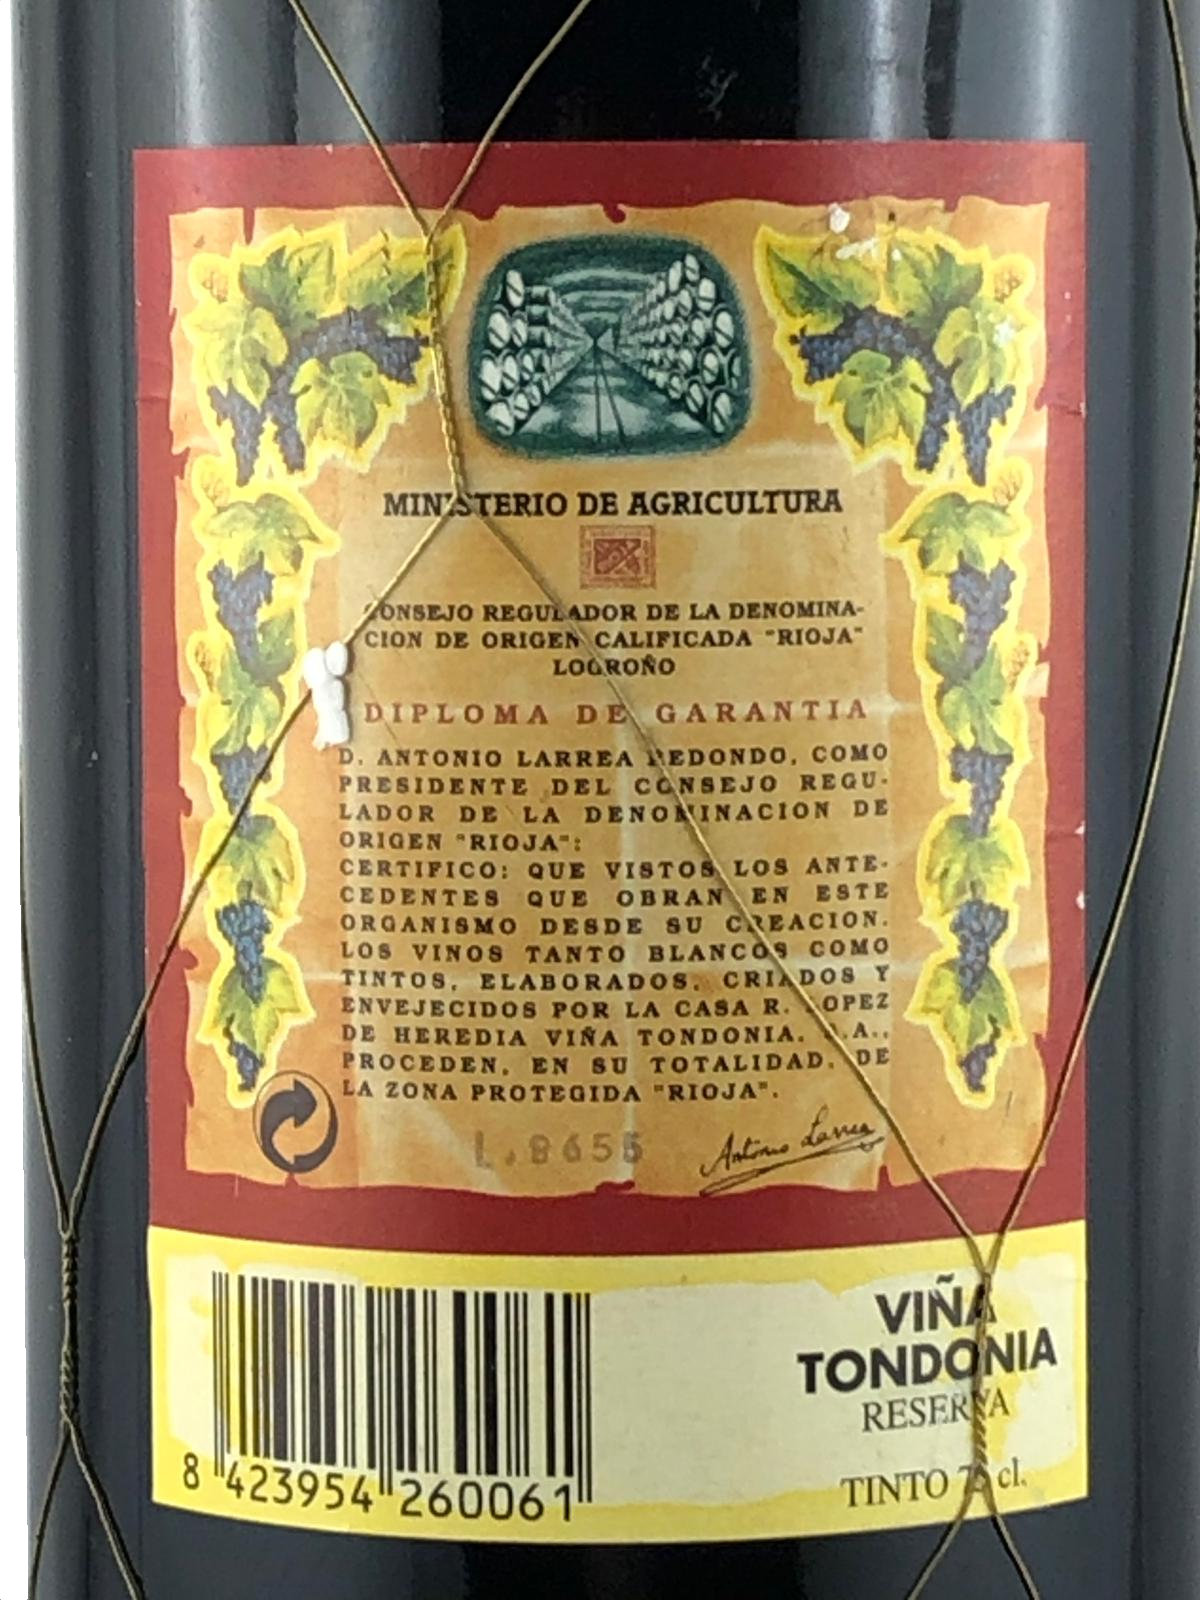 MINISTERIO DE AGRICULTURA
CONSEJO REGULADOR DE LA DENOMINA-
CION DE ORIGEN CALIFICADA "RIOJA"
LOGROÑO
DIPLOMA DE GARANTIA
D. ANTONIO LARREA REDONDO, COMO
PRESIDENTE DEL CONSEJO REGU-
LADOR DE LA DENOMINACION DE
ORIGEN "RIOJA":
CERTIFICO: QUE VISTOS LOS ANTE-
CEDENTES QUE OBRAN EN ESTE
ORGANISMO DESDE SU CREACION.
LOS VINOS TANTO BLANCOS COMO
TINTOS, ELABORADOS, CRIADOS Y
ENVEJECIDOS POR LA CASA R. LOPEZ
DE HEREDIA VIÑA TONDONIA, S.A.,
PROCEDEN, EN SU TOTALIDAD, DE
LA ZONA PROTEGIDA "RIOJA".
L.8655
Antonio Larrea
VIÑA
TONDONIA
RESERVA
TINTO 75 cl.
8 423954 260061